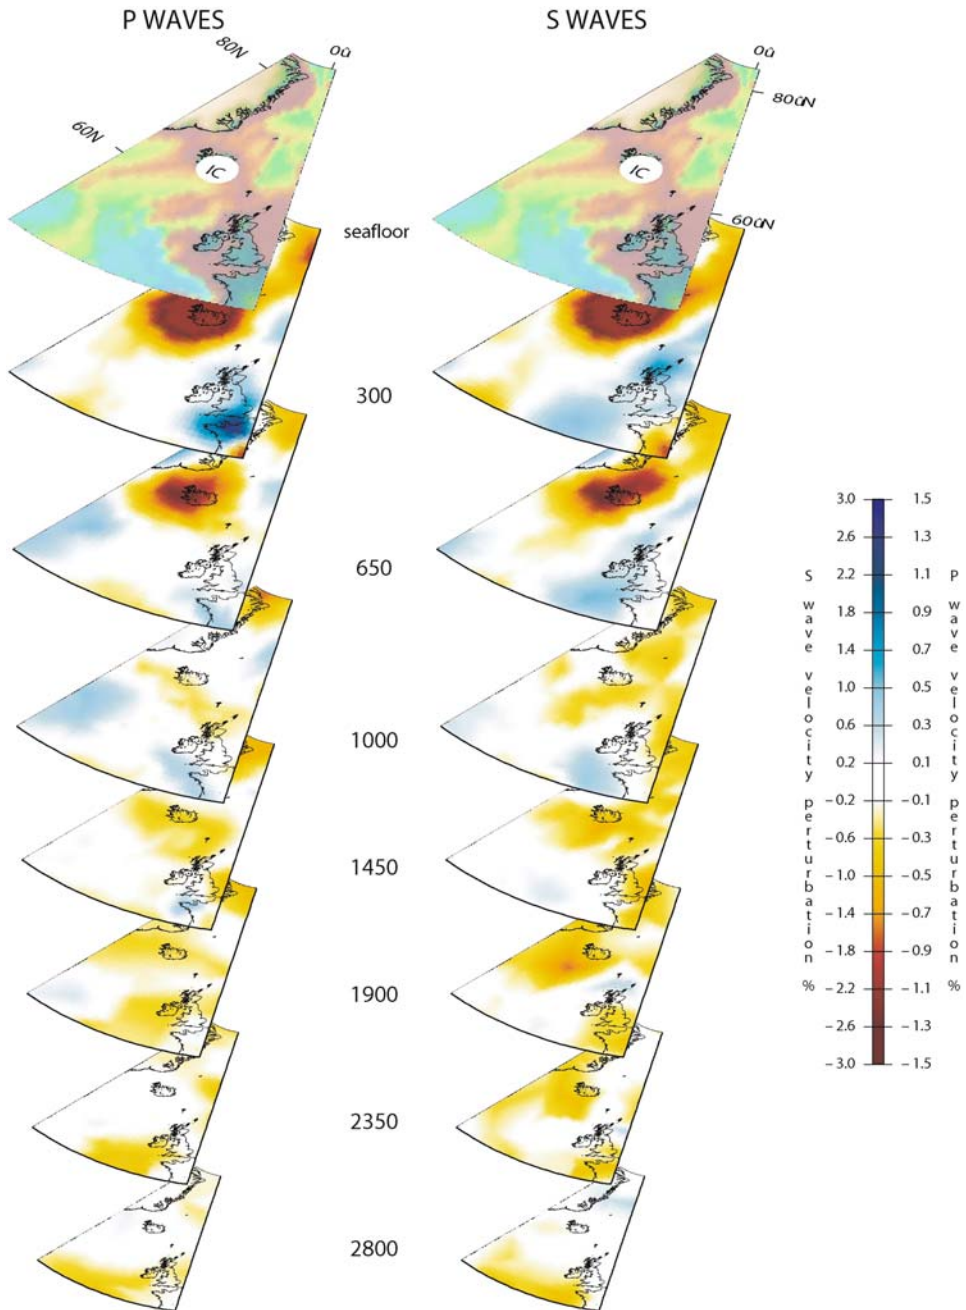 P WAVES
S WAVES
80N
0û
0û
80ûN
60N
IC
IC
60ûN
seafloor
300
650
1000
1450
1900
2350
2800
S wave velocity perturbation %
P wave velocity perturbation %
3.0 1.5
2.6 1.3
2.2 1.1
1.8 0.9
1.4 0.7
1.0 0.5
0.6 0.3
0.2 0.1
–0.2 –0.1
–0.6 –0.3
–1.0 –0.5
–1.4 –0.7
–1.8 –0.9
–2.2 –1.1
–2.6 –1.3
–3.0 –1.5